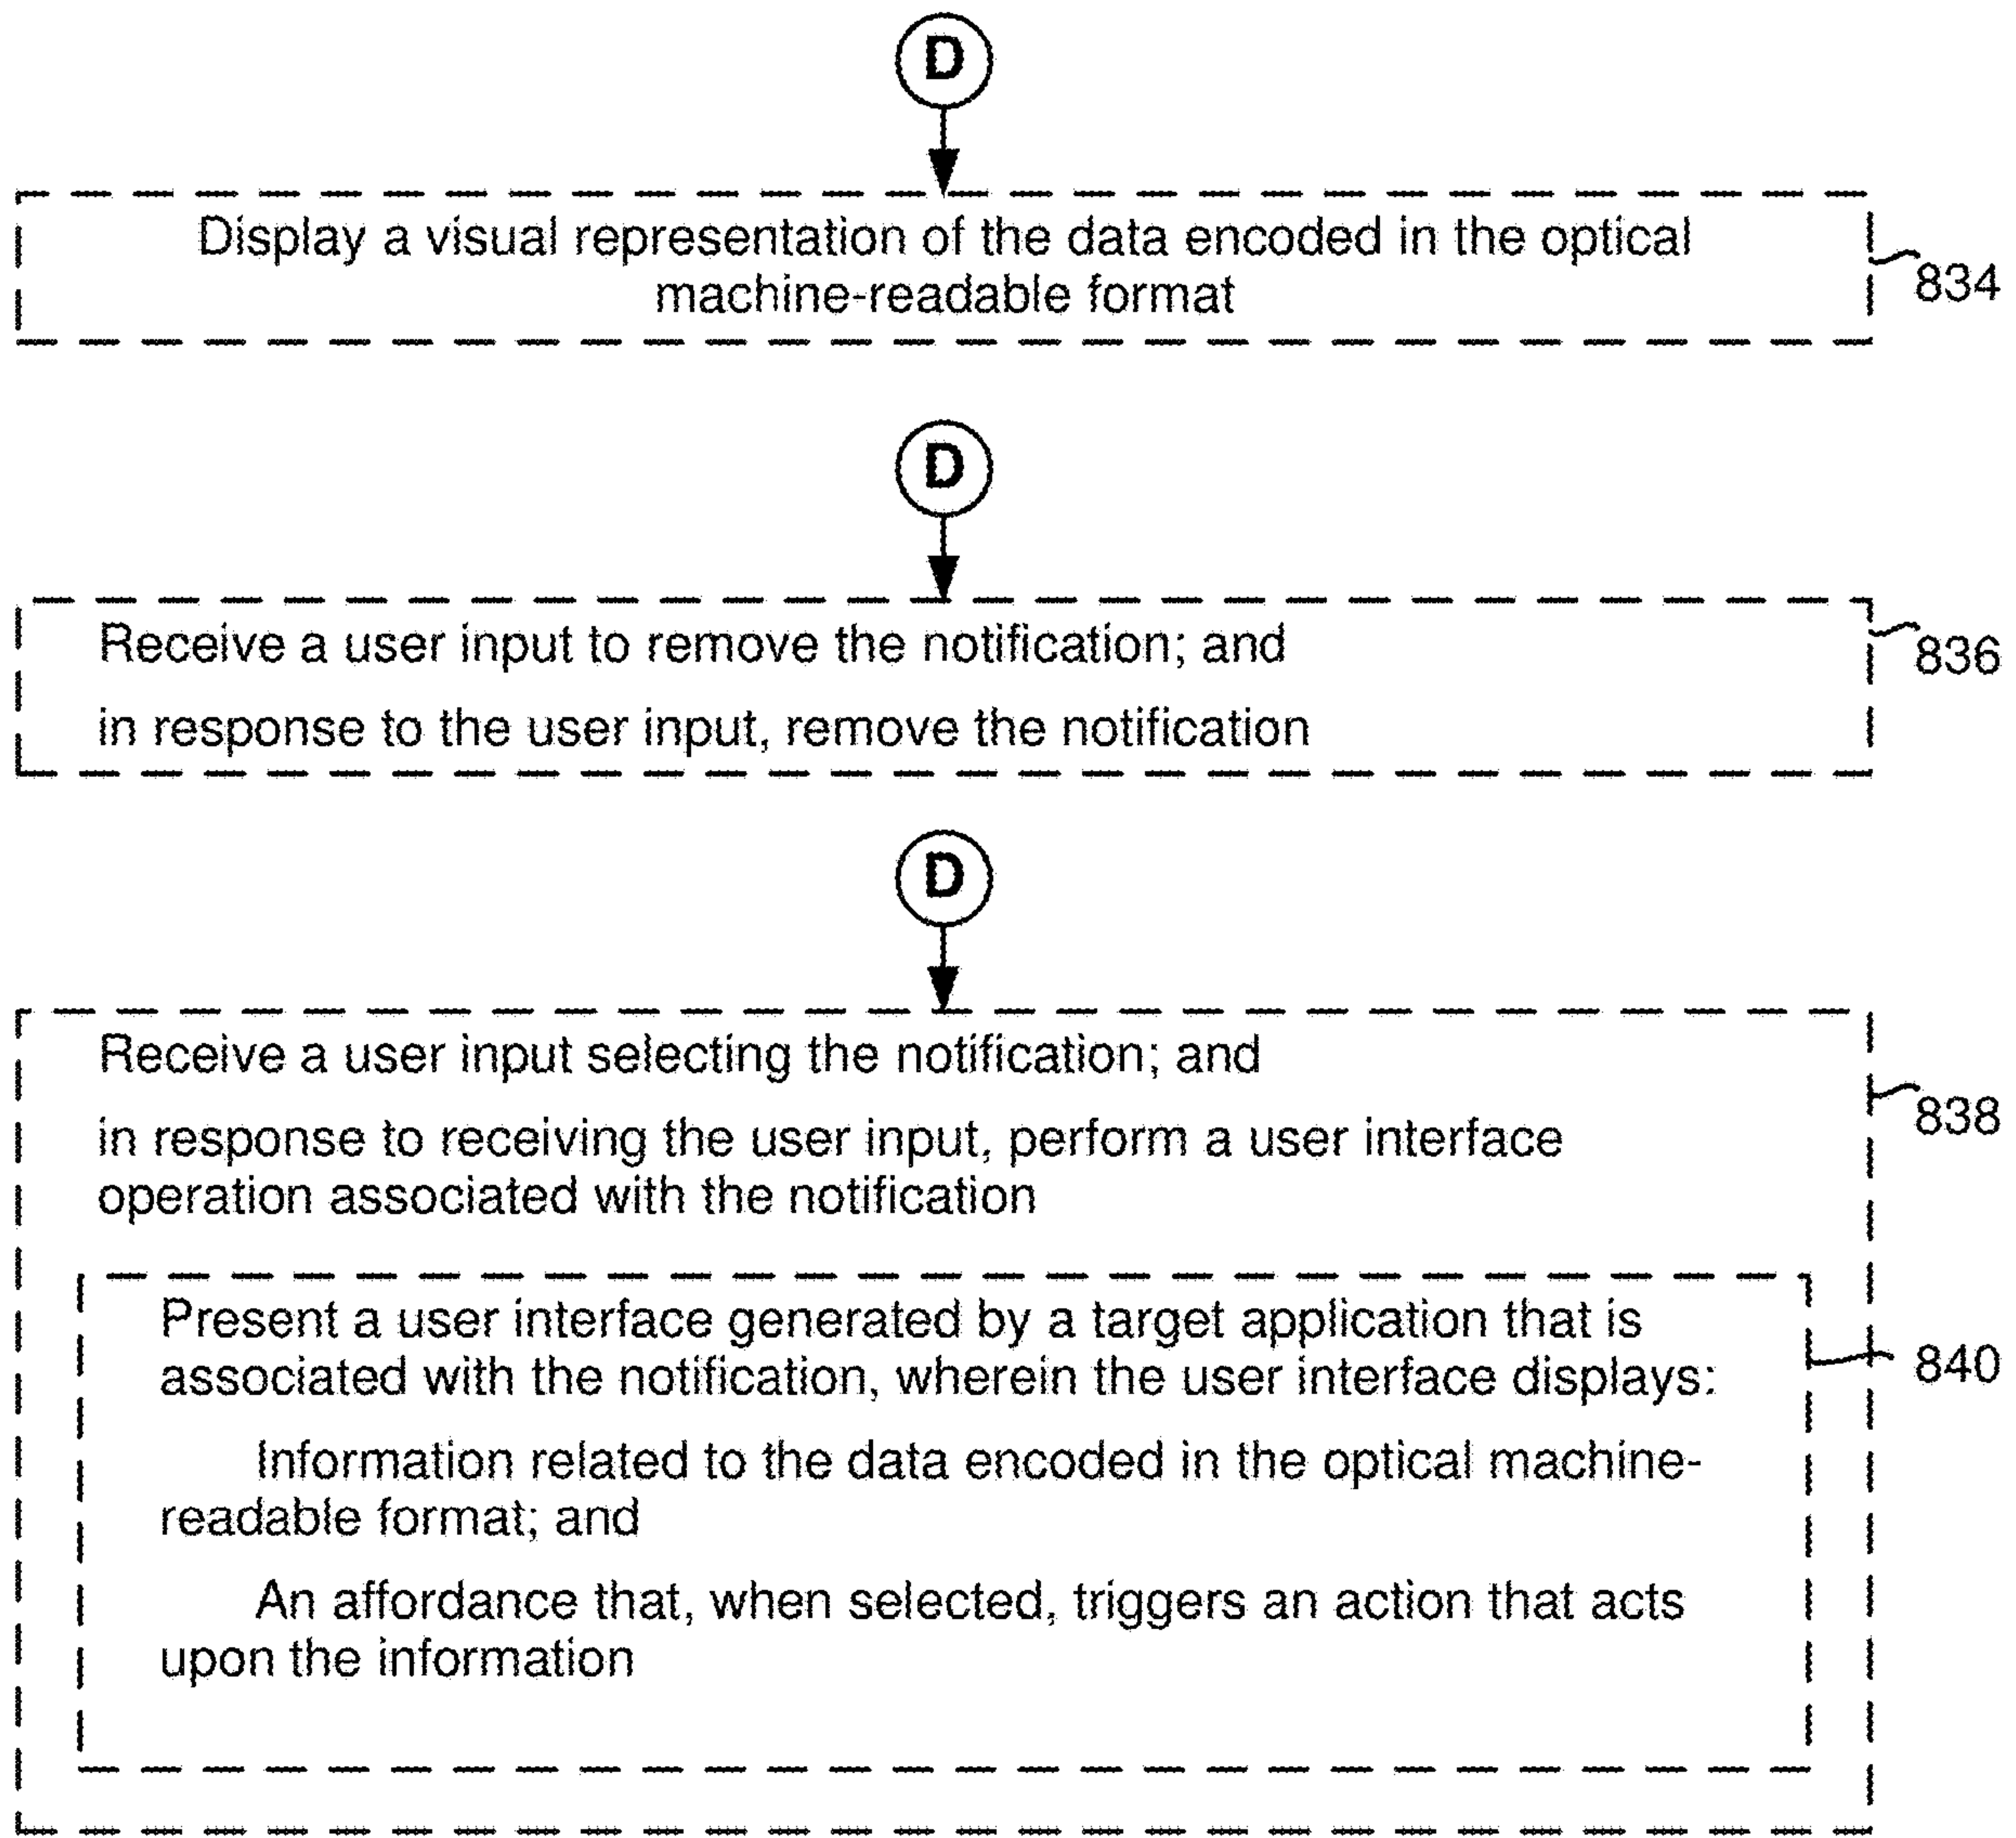 D
Display a visual representation of the data encoded in the optical
machine-readable format
834
D
Receive a user input to remove the notification; and
in response to the user input, remove the notification
836
D
Receive a user input selecting the notification; and
in response to receiving the user input, perform a user interface
operation associated with the notification
838
Present a user interface generated by a target application that is
associated with the notification, wherein the user interface displays:
Information related to the data encoded in the optical machine-
readable format; and
An affordance that, when selected, triggers an action that acts
upon the information
840